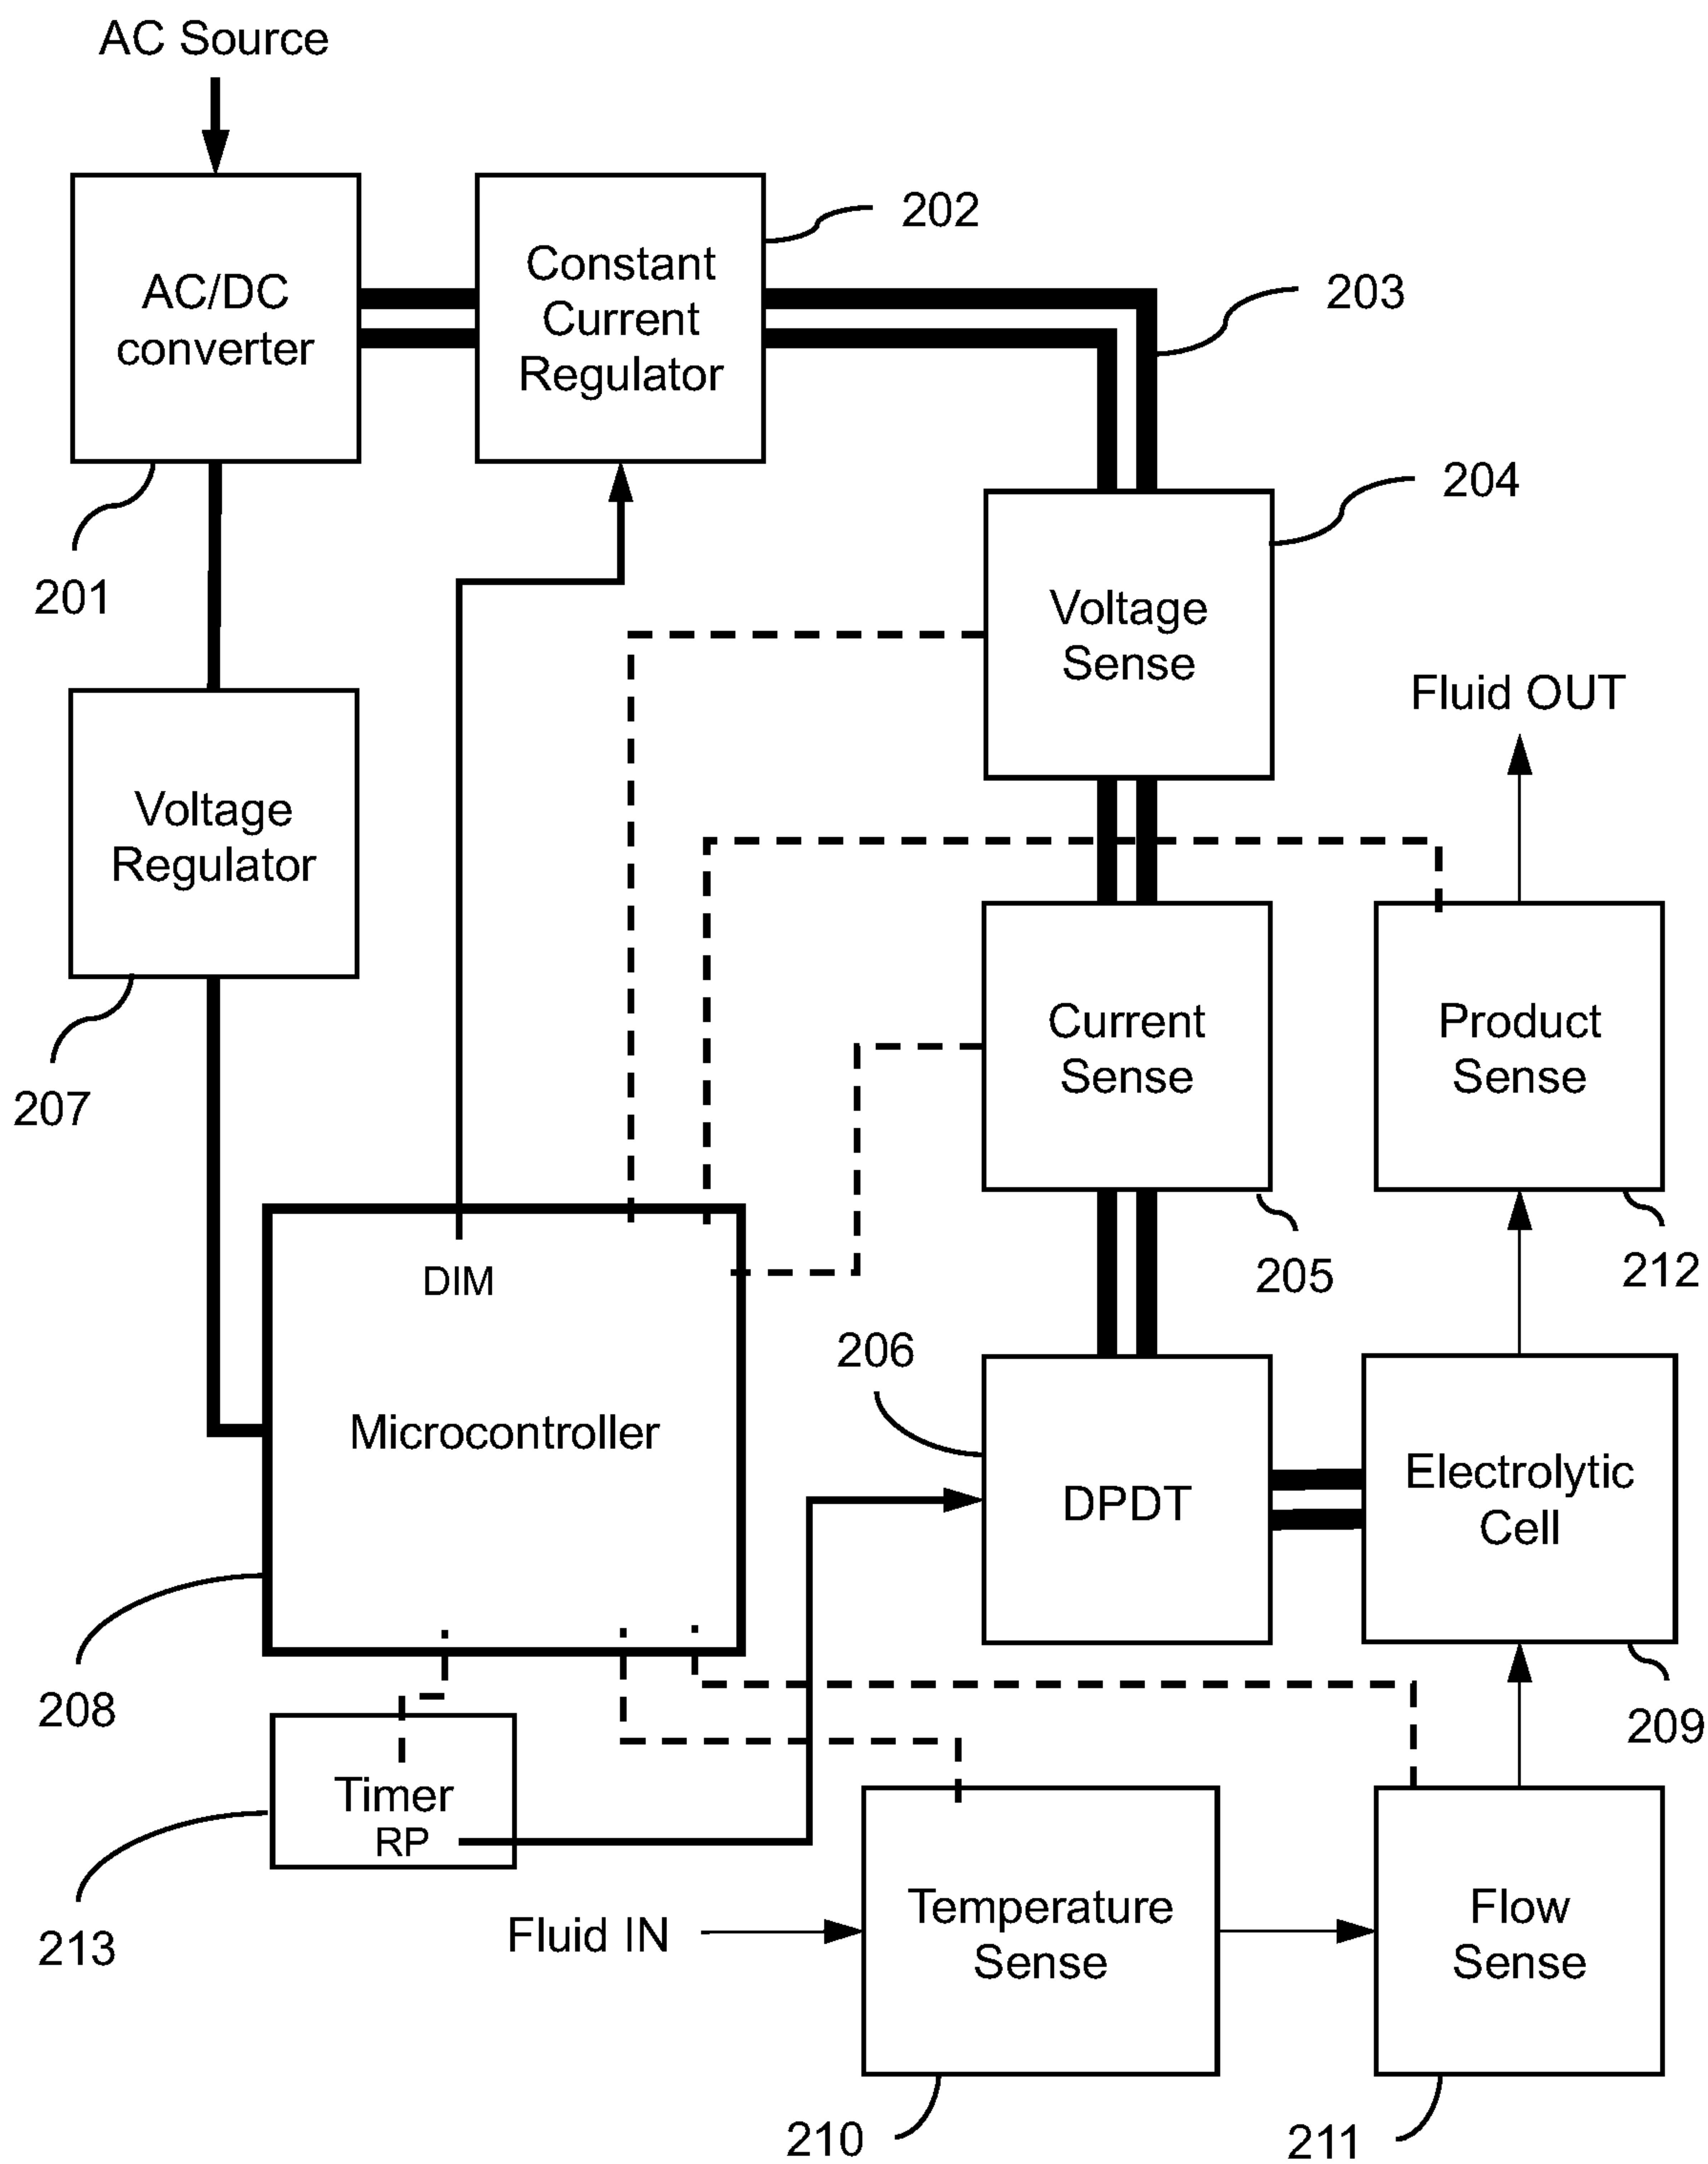 AC Source
AC/DC
converter
Constant
Current
Regulator
202
203
201
204
Voltage
Sense
Fluid OUT
Voltage
Regulator
207
Current
Sense
Product
Sense
205
212
DIM
Microcontroller
206
DPDT
Electrolytic
Cell
208
209
Timer
RP
213
Fluid IN
Temperature
Sense
Flow
Sense
210
211